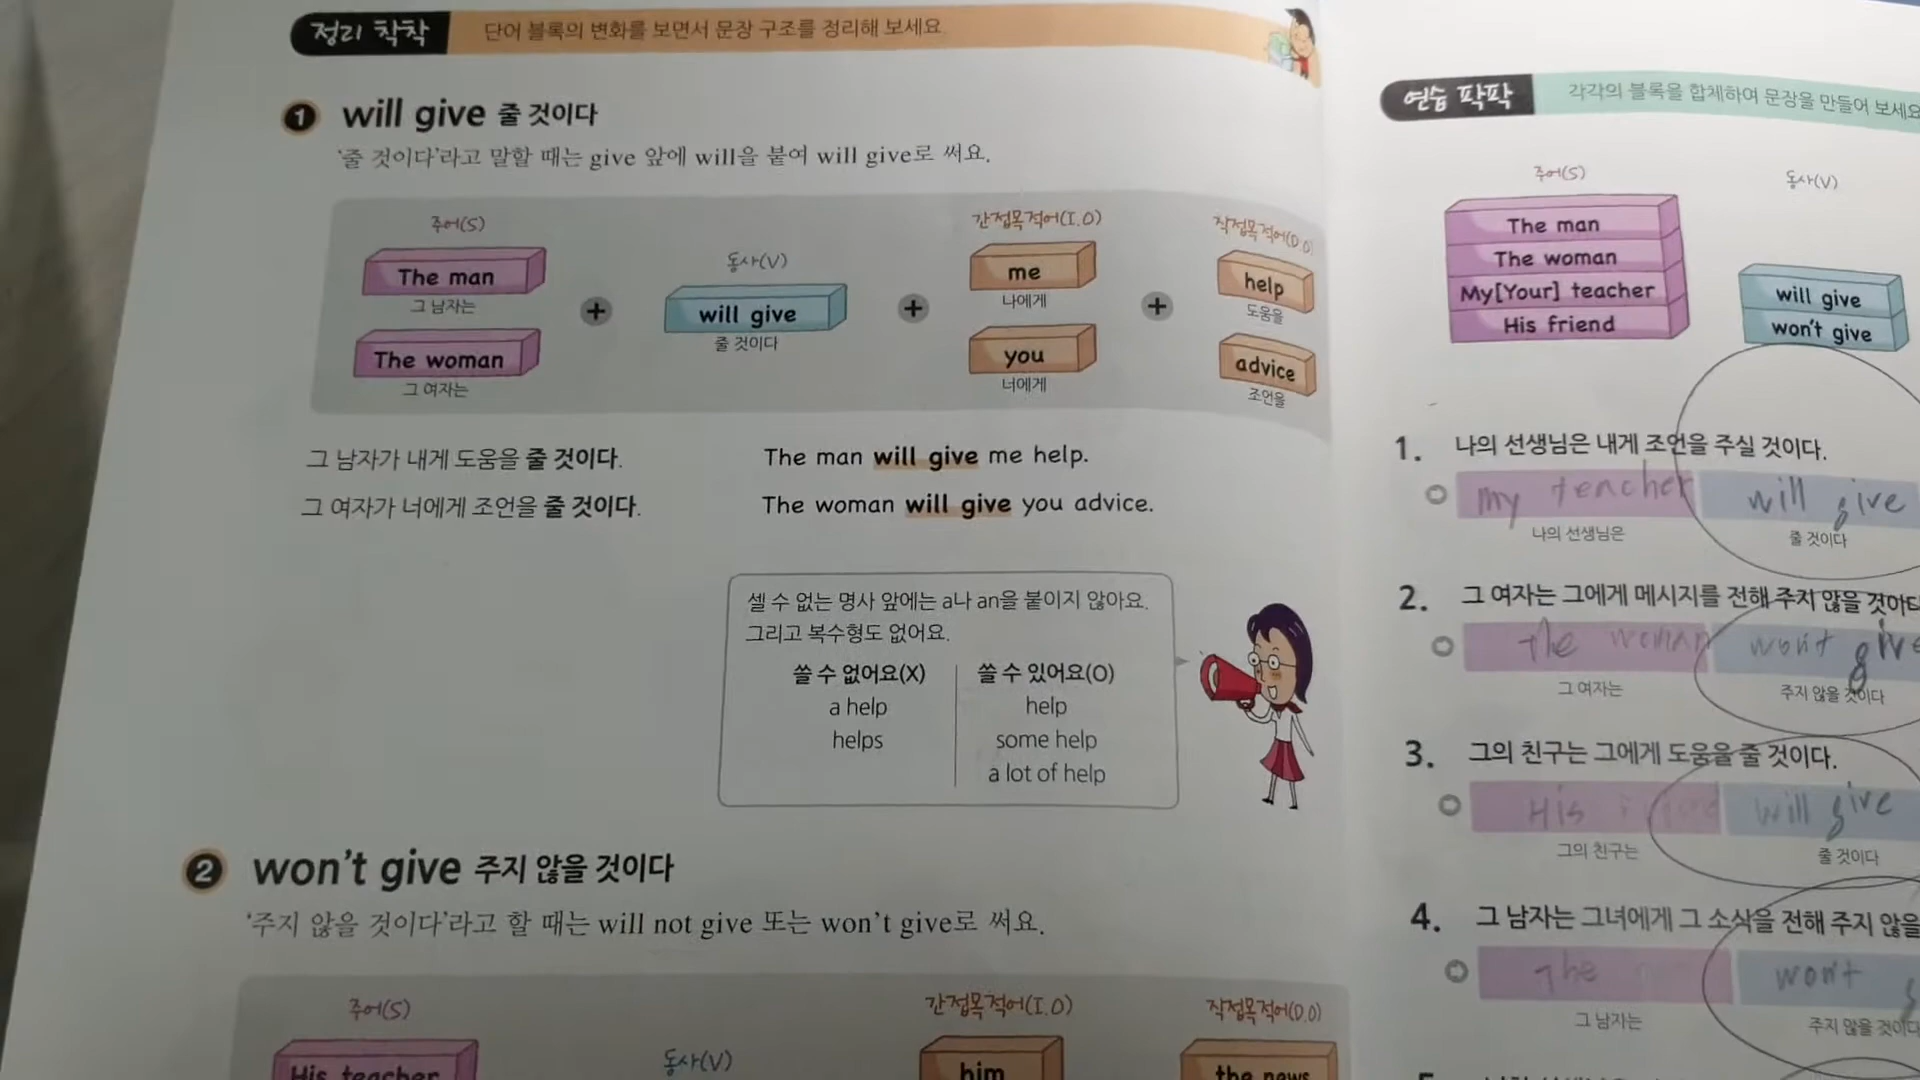 정리 착착 단어 블록의 변화를 보면서 문장 구조를 정리해 보세요.
1 will give 줄 것이다
'줄 것이다'라고 말할 때는 give 앞에 will을 붙여 will give로 써요.
주어(S) 동사(V) 간접목적어(I.O) 직접목적어(D.O)
The man
그 남자는
The woman
그 여자는
+
will give
줄 것이다
+
me
나에게
you
너에게
+
help
도움을
advice
조언을
그 남자가 내게 도움을 줄 것이다. The man will give me help.
그 여자가 너에게 조언을 줄 것이다. The woman will give you advice.
셀 수 없는 명사 앞에는 a나 an을 붙이지 않아요.
그리고 복수형도 없어요.
쓸 수 없어요(X) 쓸 수 있어요(O)
a help help
helps some help
a lot of help
2 won't give 주지 않을 것이다
'주지 않을 것이다'라고 할 때는 will not give 또는 won't give로 써요.
주어(S) 동사(V) 간접목적어(I.O) 직접목적어(D.O)
His teacher him the news
연습 팍팍 각각의 블록을 합체하여 문장을 만들어 보세요
주어(S) 동사(V)
The man
The woman
My[Your] teacher
His friend
will give
won't give
1. 나의 선생님은 내게 조언을 주실 것이다.
my teacher will give
나의 선생님은 줄 것이다
2. 그 여자는 그에게 메시지를 전해 주지 않을 것이다
The woman won't give
그 여자는 주지 않을 것이다
3. 그의 친구는 그에게 도움을 줄 것이다.
His will give
그의 친구는 줄 것이다
4. 그 남자는 그녀에게 그 소식을 전해 주지 않을
The won't
그 남자는 주지 않을 것이다